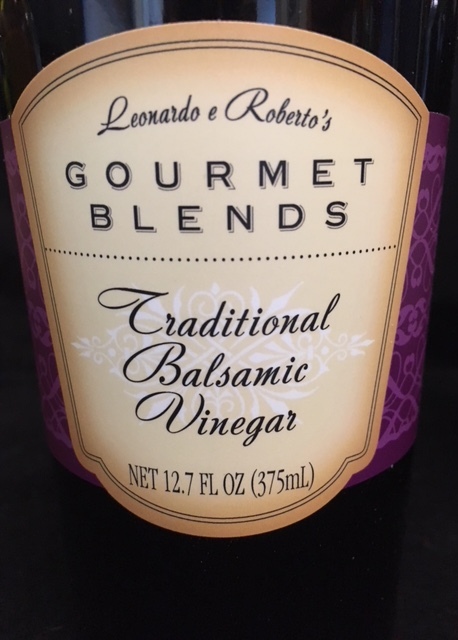 Leonardo e Roberto's
GOURMET
BLENDS
Traditional
Balsamic
Vinegar
NET 12.7 FL OZ (375mL)